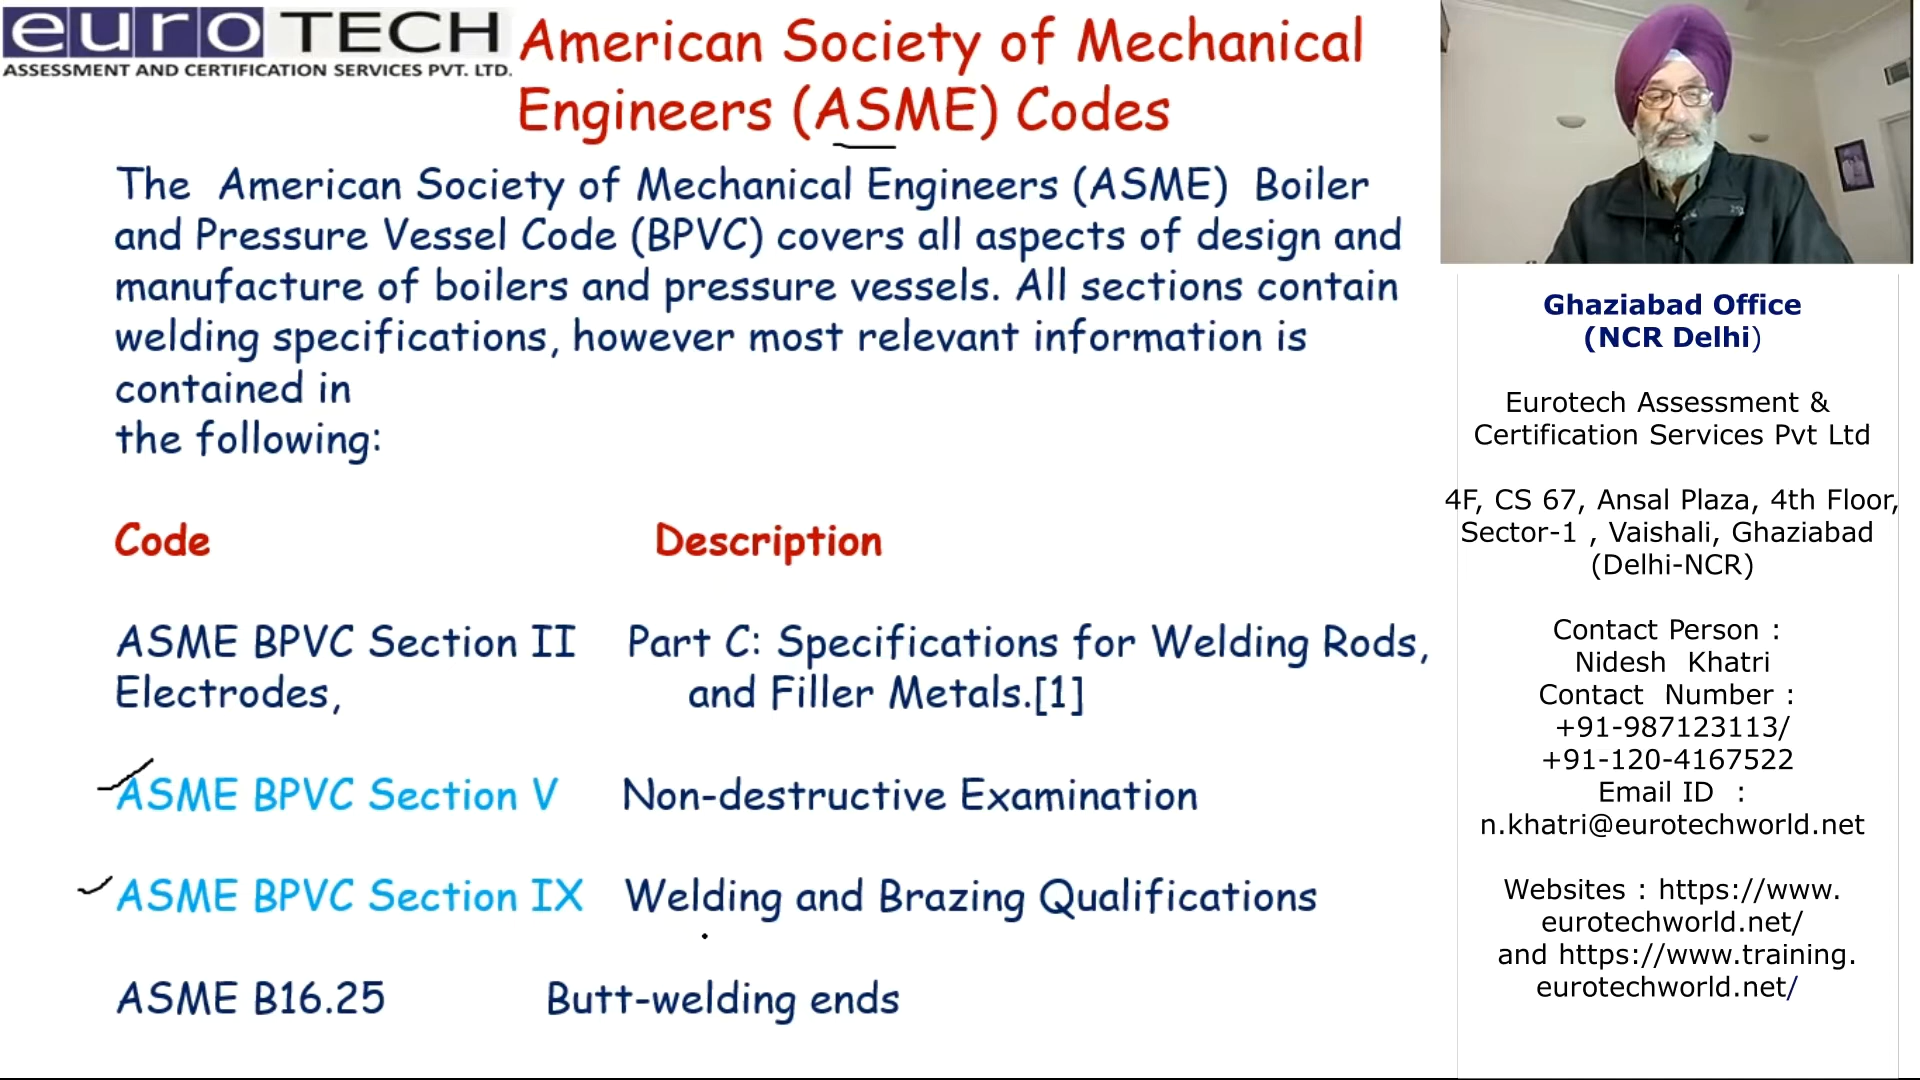 euro TECH
ASSESSMENT AND CERTIFICATION SERVICES PVT. LTD.
American Society of Mechanical
Engineers (ASME) Codes
The American Society of Mechanical Engineers (ASME) Boiler
and Pressure Vessel Code (BPVC) covers all aspects of design and
manufacture of boilers and pressure vessels. All sections contain
welding specifications, however most relevant information is
contained in
the following:
Code Description
ASME BPVC Section II Part C: Specifications for Welding Rods,
Electrodes, and Filler Metals.[1]
ASME BPVC Section V Non-destructive Examination
ASME BPVC Section IX Welding and Brazing Qualifications
ASME B16.25 Butt-welding ends
Ghaziabad Office
(NCR Delhi)
Eurotech Assessment &
Certification Services Pvt Ltd
4F, CS 67, Ansal Plaza, 4th Floor,
Sector-1 , Vaishali, Ghaziabad
(Delhi-NCR)
Contact Person :
Nidesh Khatri
Contact Number :
+91-987123113/
+91-120-4167522
Email ID :
n.khatri@eurotechworld.net
Websites : https://www.
eurotechworld.net/
and https://www.training.
eurotechworld.net/